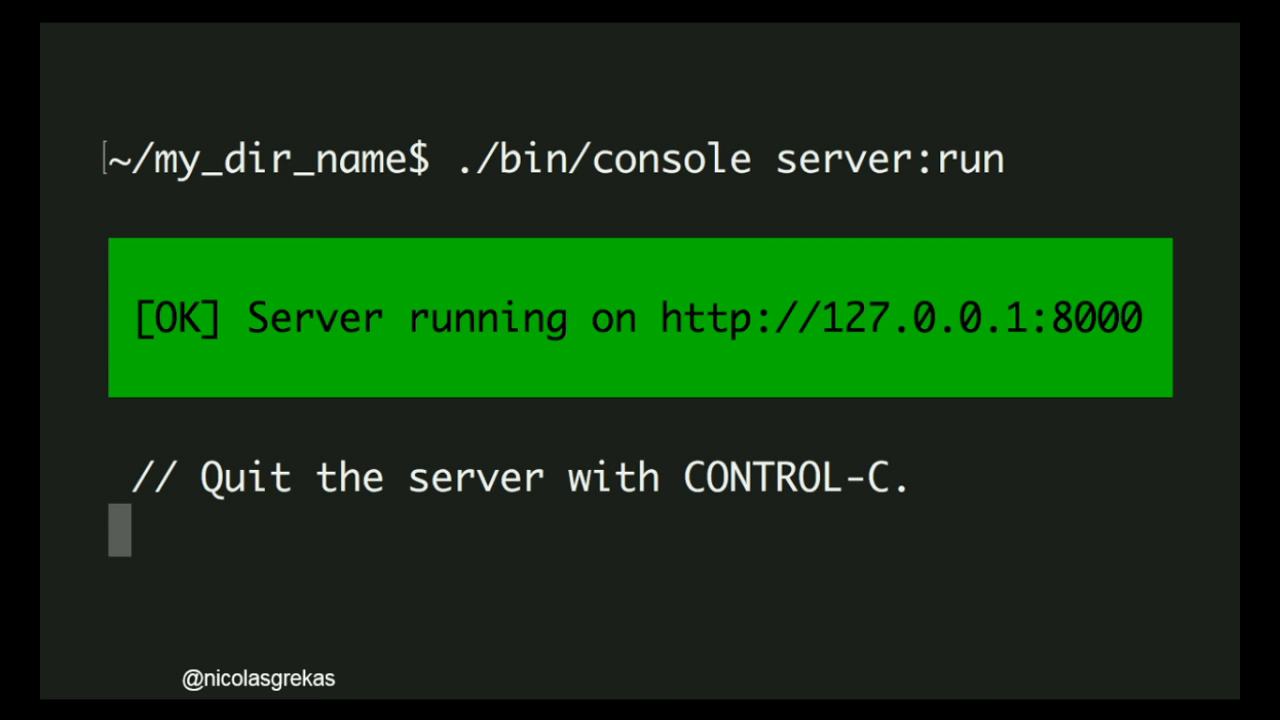 ~/my_dir_name$ ./bin/console server:run
[OK] Server running on http://127.0.0.1:8000
// Quit the server with CONTROL-C.
@nicolasgrekas